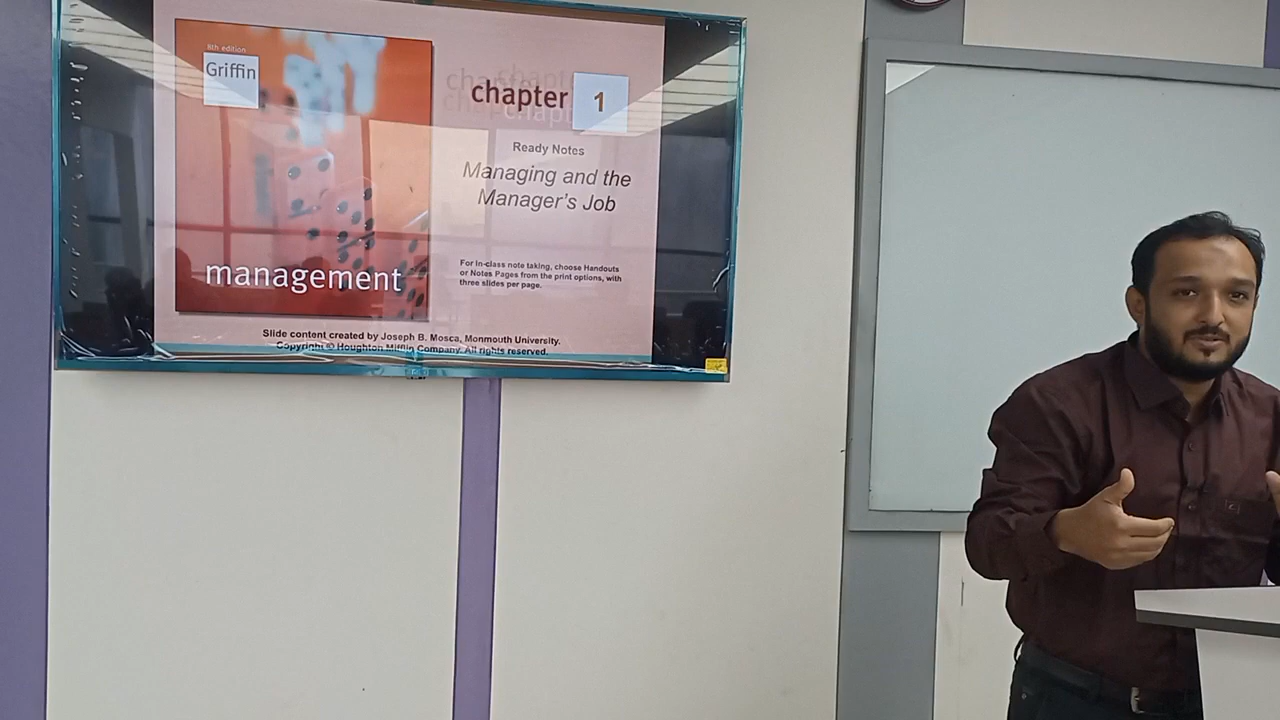 8th edition
Griffin
management
chapter 1
Ready Notes
Managing and the
Manager's Job
For in-class note taking, choose Handouts
or Notes Pages from the print options, with
three slides per page.
Slide content created by Joseph B. Mosca, Monmouth University.
Copyright © Houghton Mifflin Company. All rights reserved.